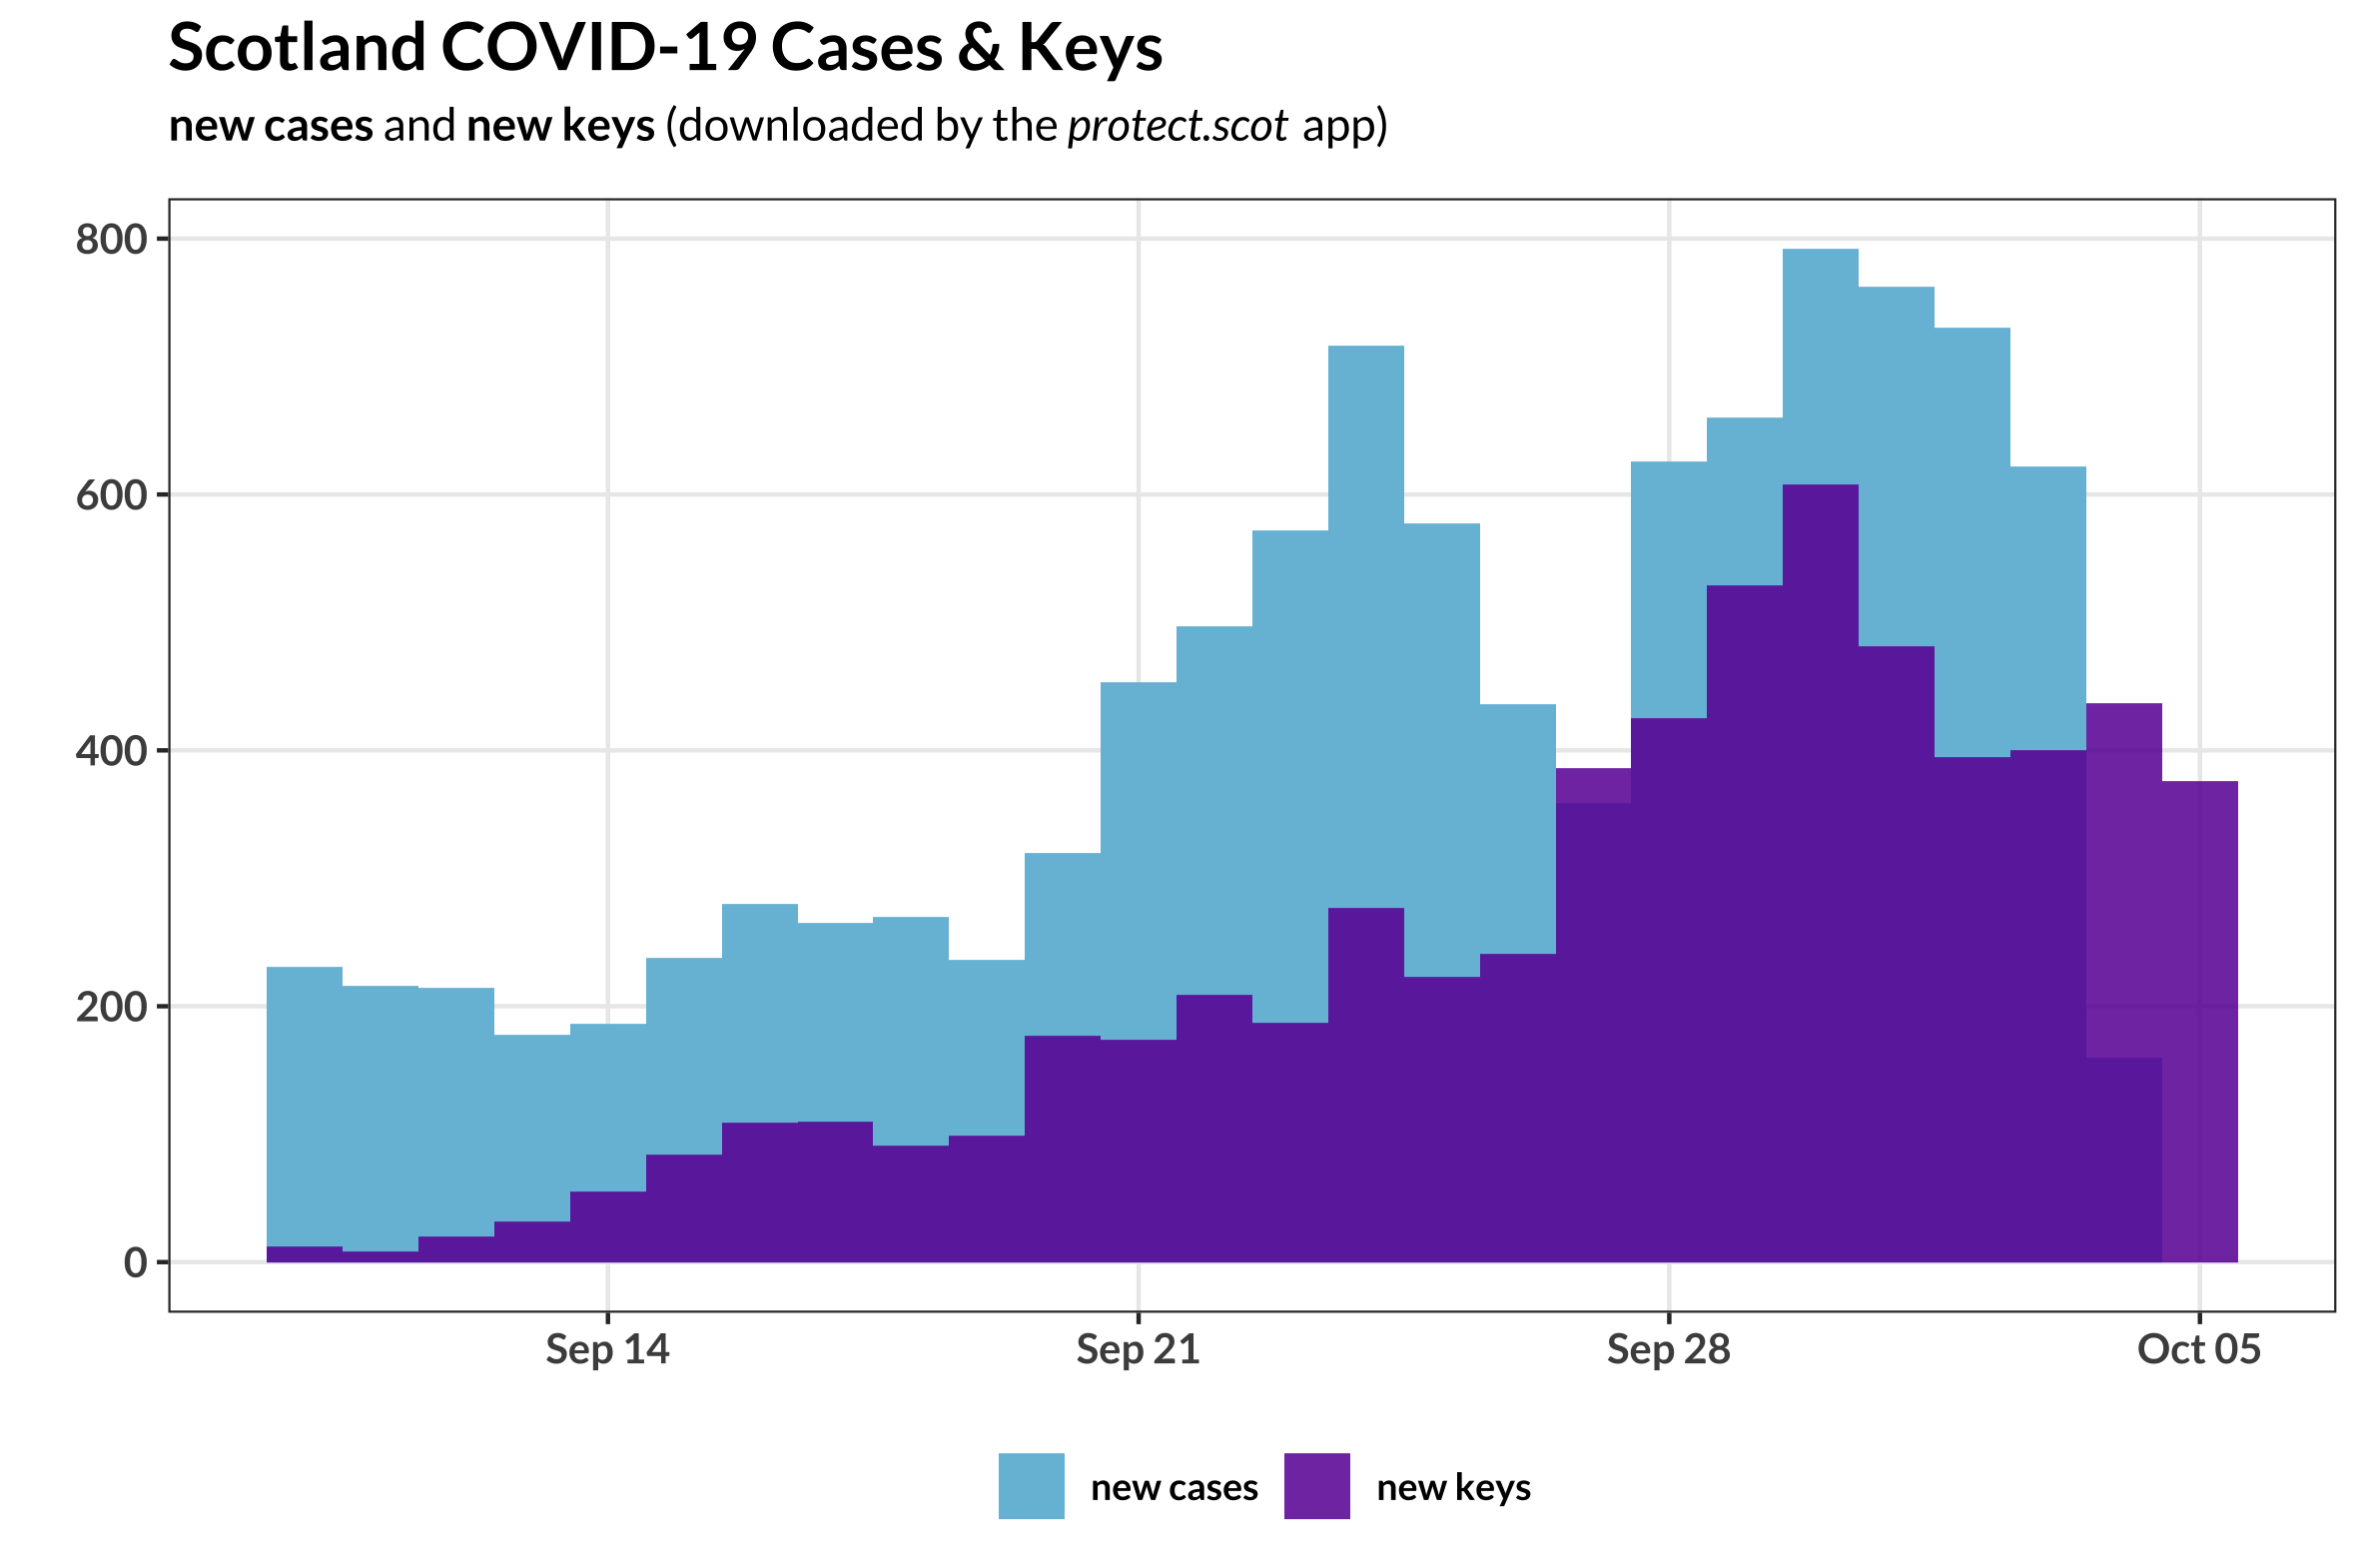 Scotland COVID-19 Cases & Keys
new cases and new keys (downloaded by the protect.scot app)
800
600
400
200
0
Sep 14 Sep 21 Sep 28 Oct 05
new cases new keys